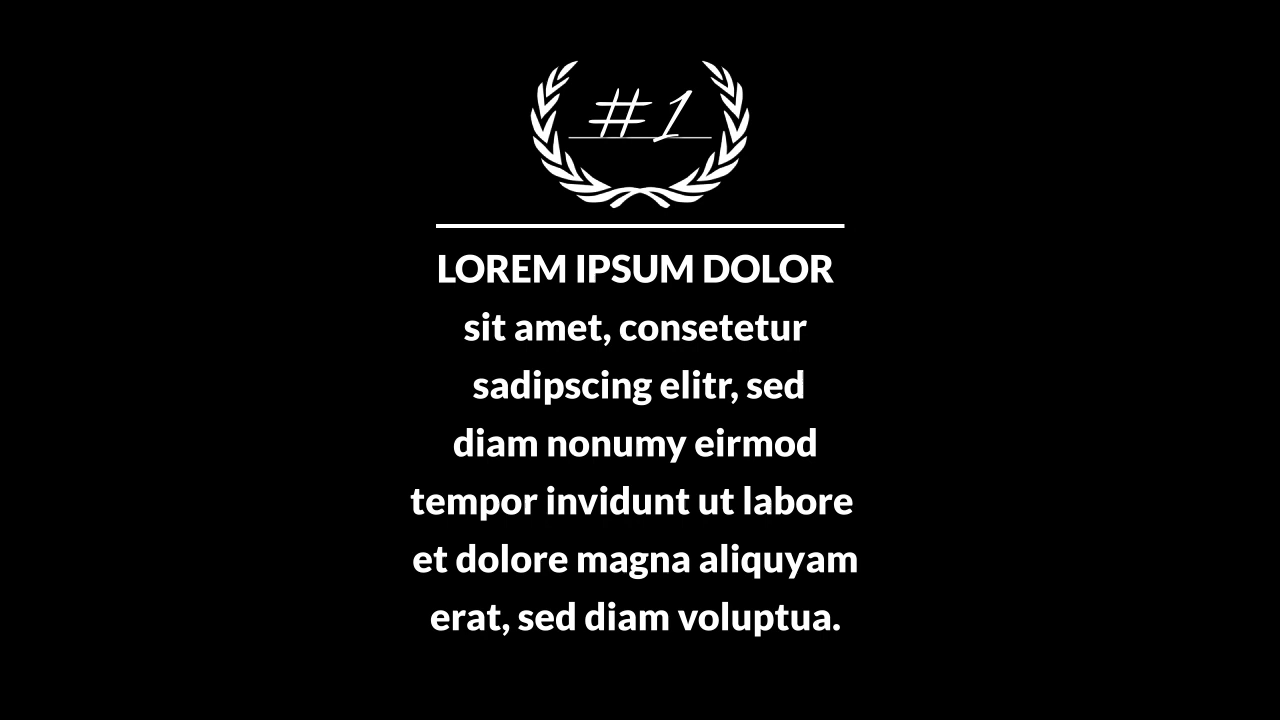 #1
LOREM IPSUM DOLOR
sit amet, consetetur
sadipscing elitr, sed
diam nonumy eirmod
tempor invidunt ut labore
et dolore magna aliquyam
erat, sed diam voluptua.